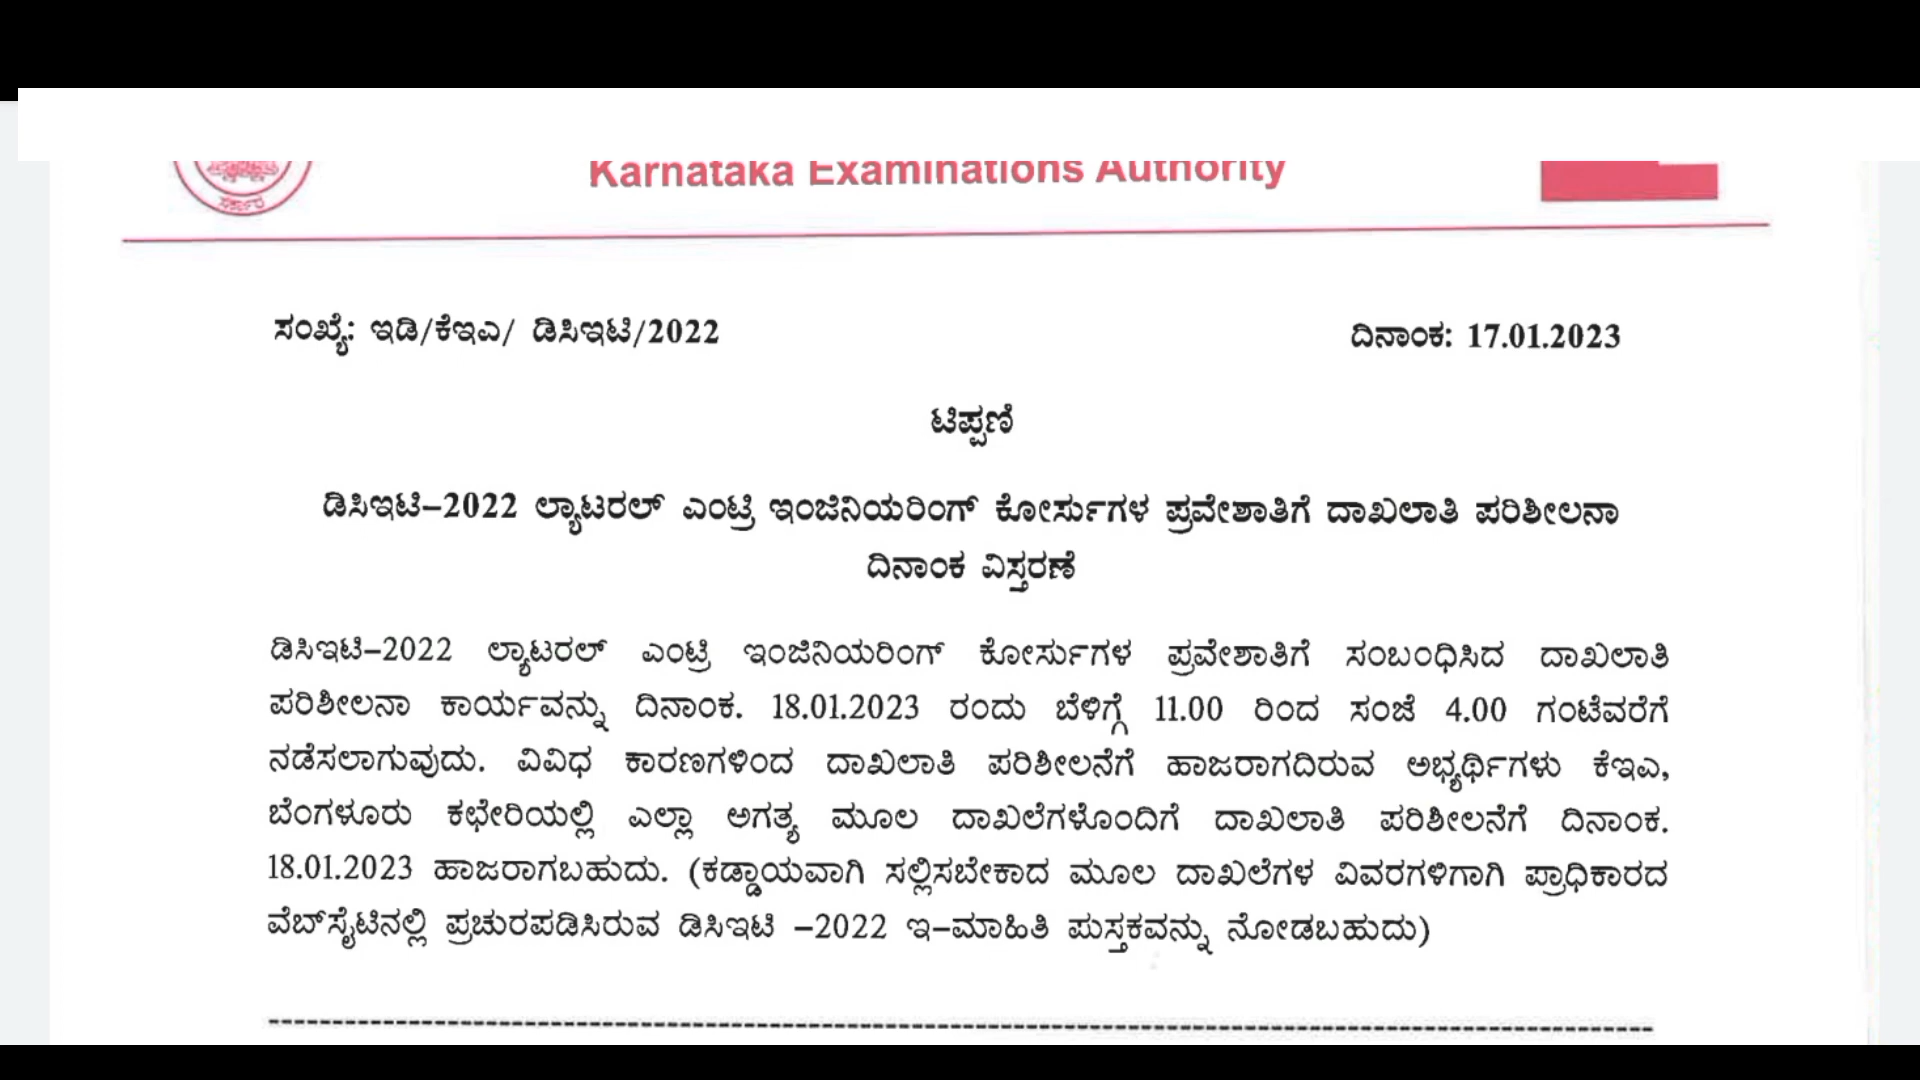 Karnataka Examinations Authority
ಸರ್ಕಾರ
ಸಂಖ್ಯೆ: ಇಡಿ/ಕೆಇಎ/ ಡಿಸಿಇಟಿ/2022 ದಿನಾಂಕ: 17.01.2023
ಟಿಪ್ಪಣಿ
ಡಿಸಿಇಟಿ–2022 ಲ್ಯಾಟರಲ್ ಎಂಟ್ರಿ ಇಂಜಿನಿಯರಿಂಗ್ ಕೋರ್ಸುಗಳ ಪ್ರವೇಶಾತಿಗೆ ದಾಖಲಾತಿ ಪರಿಶೀಲನಾ
ದಿನಾಂಕ ವಿಸ್ತರಣೆ
ಡಿಸಿಇಟಿ–2022 ಲ್ಯಾಟರಲ್ ಎಂಟ್ರಿ ಇಂಜಿನಿಯರಿಂಗ್ ಕೋರ್ಸುಗಳ ಪ್ರವೇಶಾತಿಗೆ ಸಂಬಂಧಿಸಿದ ದಾಖಲಾತಿ
ಪರಿಶೀಲನಾ ಕಾರ್ಯವನ್ನು ದಿನಾಂಕ. 18.01.2023 ರಂದು ಬೆಳಿಗ್ಗೆ 11.00 ರಿಂದ ಸಂಜೆ 4.00 ಗಂಟೆವರೆಗೆ
ನಡೆಸಲಾಗುವುದು. ವಿವಿಧ ಕಾರಣಗಳಿಂದ ದಾಖಲಾತಿ ಪರಿಶೀಲನೆಗೆ ಹಾಜರಾಗದಿರುವ ಅಭ್ಯರ್ಥಿಗಳು ಕೆಇಎ,
ಬೆಂಗಳೂರು ಕಛೇರಿಯಲ್ಲಿ ಎಲ್ಲಾ ಅಗತ್ಯ ಮೂಲ ದಾಖಲೆಗಳೊಂದಿಗೆ ದಾಖಲಾತಿ ಪರಿಶೀಲನೆಗೆ ದಿನಾಂಕ.
18.01.2023 ಹಾಜರಾಗಬಹುದು. (ಕಡ್ಡಾಯವಾಗಿ ಸಲ್ಲಿಸಬೇಕಾದ ಮೂಲ ದಾಖಲೆಗಳ ವಿವರಗಳಿಗಾಗಿ ಪ್ರಾಧಿಕಾರದ
ವೆಬ್‌ಸೈಟಿನಲ್ಲಿ ಪ್ರಚುರಪಡಿಸಿರುವ ಡಿಸಿಇಟಿ –2022 ಇ–ಮಾಹಿತಿ ಪುಸ್ತಕವನ್ನು ನೋಡಬಹುದು)